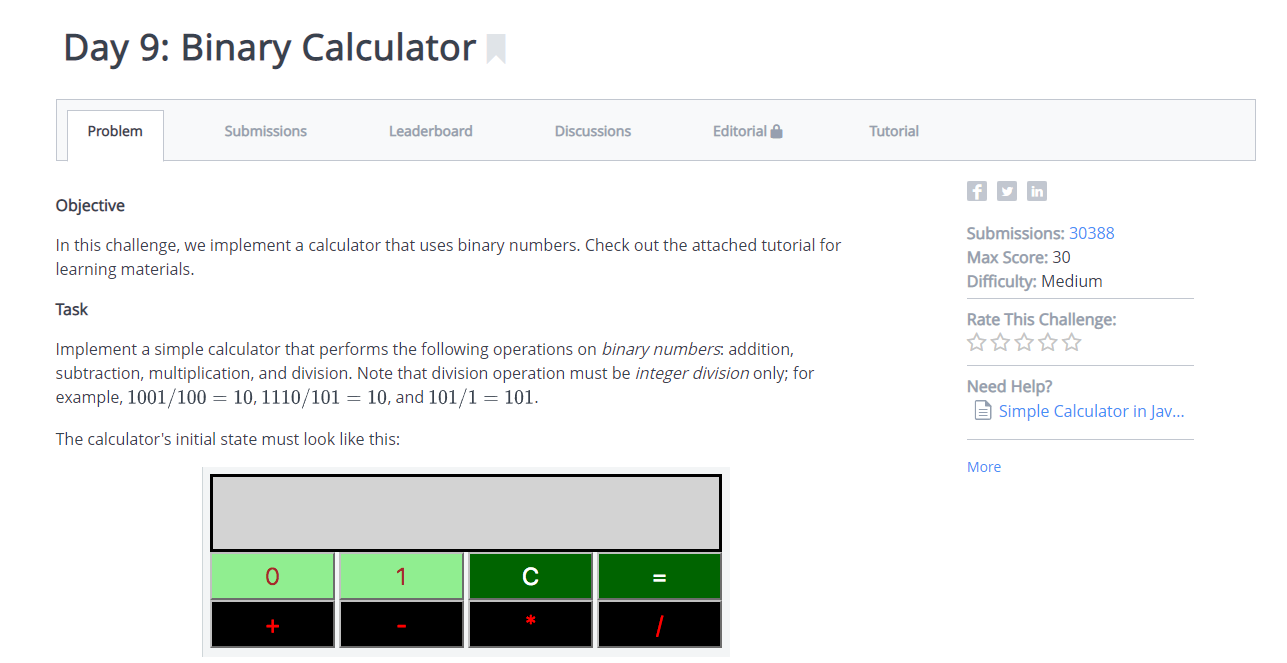 Day 9: Binary Calculator
Problem
Submissions
Leaderboard
Discussions
Editorial
Tutorial
Objective
In this challenge, we implement a calculator that uses binary numbers. Check out the attached tutorial for
learning materials.
Task
Implement a simple calculator that performs the following operations on binary numbers: addition,
subtraction, multiplication, and division. Note that division operation must be integer division only; for
example, 1001/100 = 10, 1110/101 = 10, and 101/1 = 101.
The calculator's initial state must look like this:
0 1 C =
+ - * /
f in
Submissions: 30388
Max Score: 30
Difficulty: Medium
Rate This Challenge:
Need Help?
Simple Calculator in Jav...
More